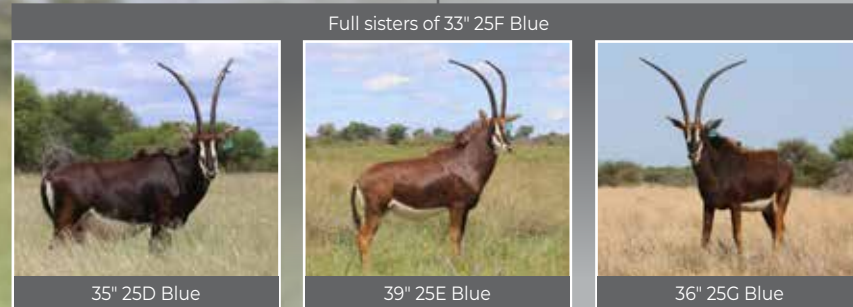 Full sisters of 33" 25F Blue
35" 25D Blue
39" 25E Blue
36" 25G Blue